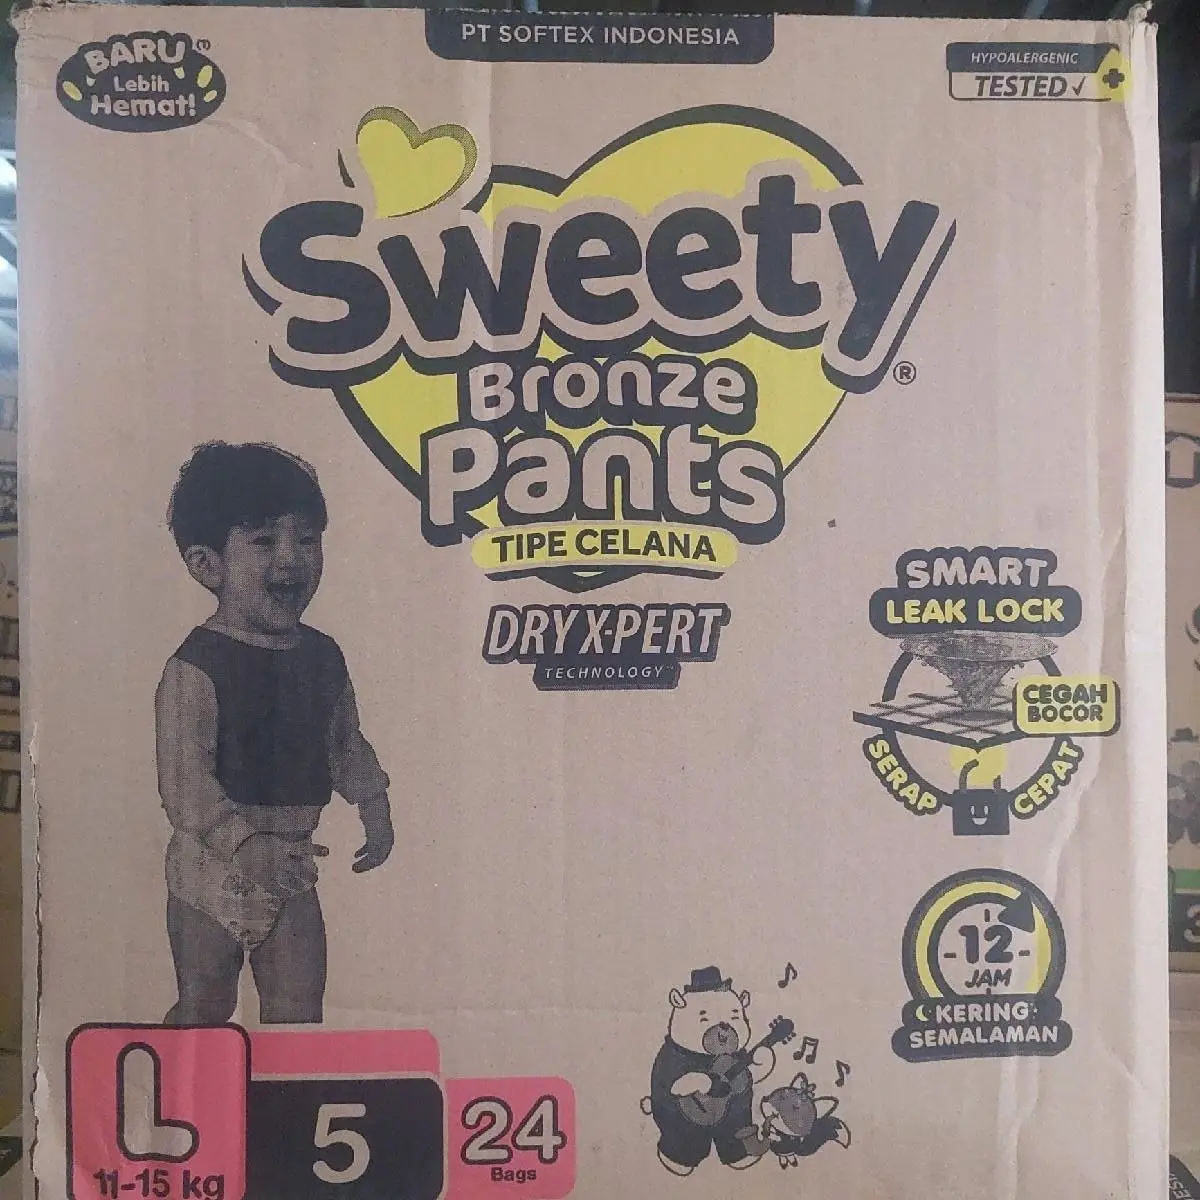 PT SOFTEX INDONESIA
BARU
Lebih
Hemat!
HYPOALERGENIC
TESTED ✓
Sweety ®
Bronze
Pants
TIPE CELANA
DRY X-PERT
TECHNOLOGY™
SMART
LEAK LOCK
CEGAH
BOCOR
SERAP CEPAT
12
JAM
KERING
SEMALAMAN
L
11-15 kg
5
24
Bags